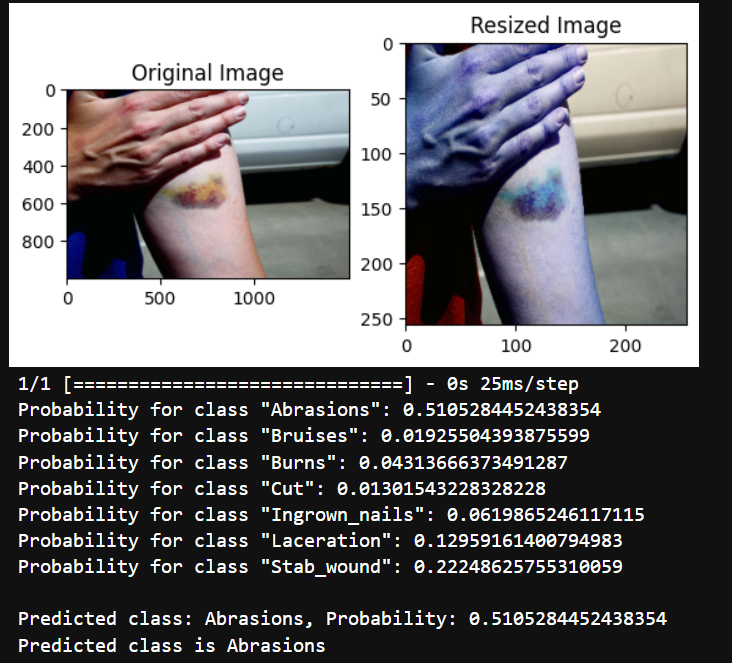 Original Image
0
200
400
600
800
0 500 1000
Resized Image
0
50
100
150
200
250
0 100 200
1/1 [==============================] - 0s 25ms/step
Probability for class "Abrasions": 0.5105284452438354
Probability for class "Bruises": 0.01925504393875599
Probability for class "Burns": 0.04313666373491287
Probability for class "Cut": 0.01301543228328228
Probability for class "Ingrown_nails": 0.0619865246117115
Probability for class "Laceration": 0.12959161400794983
Probability for class "Stab_wound": 0.22248625755310059
Predicted class: Abrasions, Probability: 0.5105284452438354
Predicted class is Abrasions